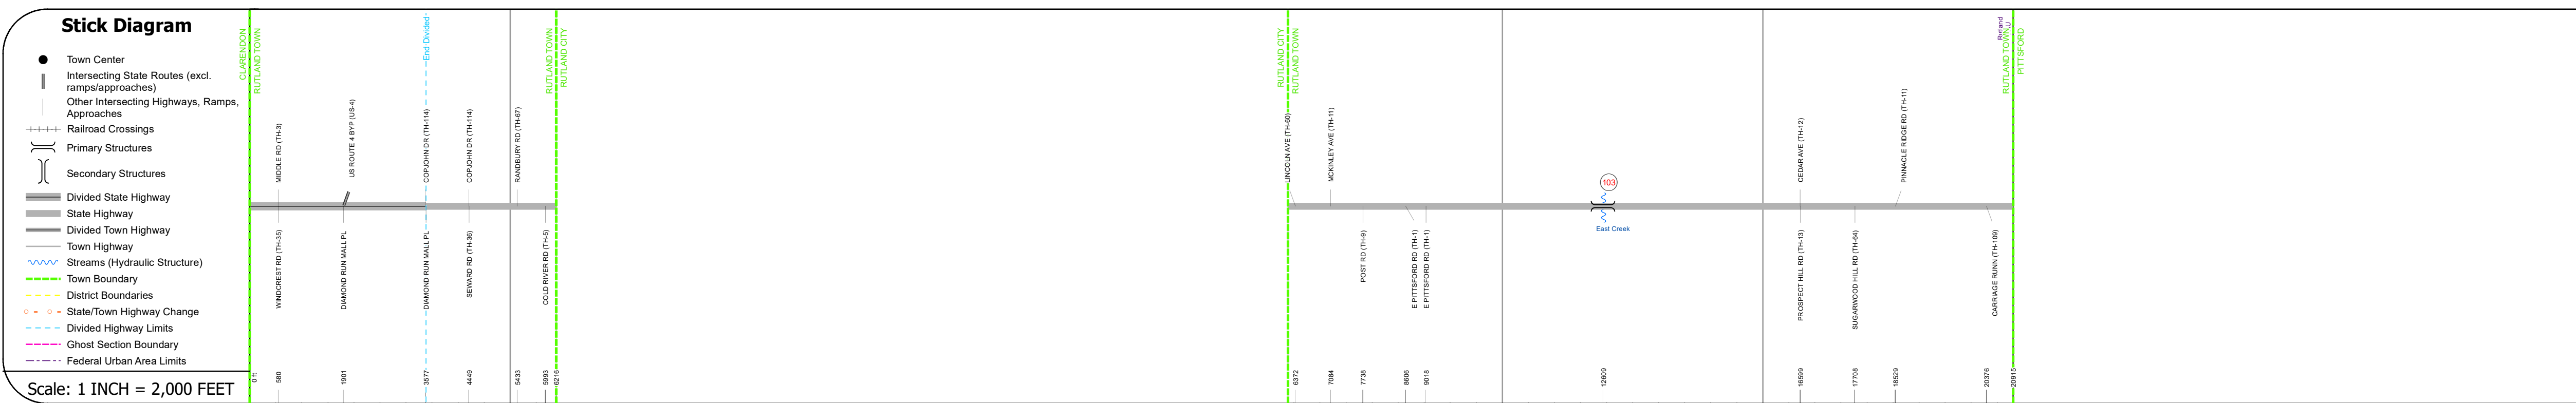 Stick Diagram
Town Center
Intersecting State Routes (excl.
ramps/approaches)
Other Intersecting Highways, Ramps,
Approaches
Railroad Crossings
Primary Structures
Secondary Structures
Divided State Highway
State Highway
Divided Town Highway
Town Highway
Streams (Hydraulic Structure)
Town Boundary
District Boundaries
State/Town Highway Change
Divided Highway Limits
Ghost Section Boundary
Federal Urban Area Limits
Scale: 1 INCH = 2,000 FEET
CLARENDON
RUTLAND TOWN
End Divided
RUTLAND TOWN
RUTLAND CITY
RUTLAND CITY
RUTLAND TOWN
Rutland
RUTLAND TOWN
PITTSFORD
MIDDLE RD (TH-3)
US ROUTE 4 BYP (US-4)
COPJOHN DR (TH-114)
COPJOHN DR (TH-114)
RANDBURY RD (TH-67)
LINCOLN AVE (TH-60)
MCKINLEY AVE (TH-11)
103
CEDAR AVE (TH-12)
PINNACLE RIDGE RD (TH-11)
WINDCREST RD (TH-35)
DIAMOND RUN MALL PL
DIAMOND RUN MALL PL
SEWARD RD (TH-36)
COLD RIVER RD (TH-5)
POST RD (TH-9)
E PITTSFORD RD (TH-1)
E PITTSFORD RD (TH-1)
East Creek
PROSPECT HILL RD (TH-13)
SUGARWOOD HILL RD (TH-64)
CARRIAGE RUNN (TH-109)
0 ft
580
1901
3577
4449
5433
5993
6216
6372
7084
7738
8606
9018
12609
16599
17708
18529
20376
20915